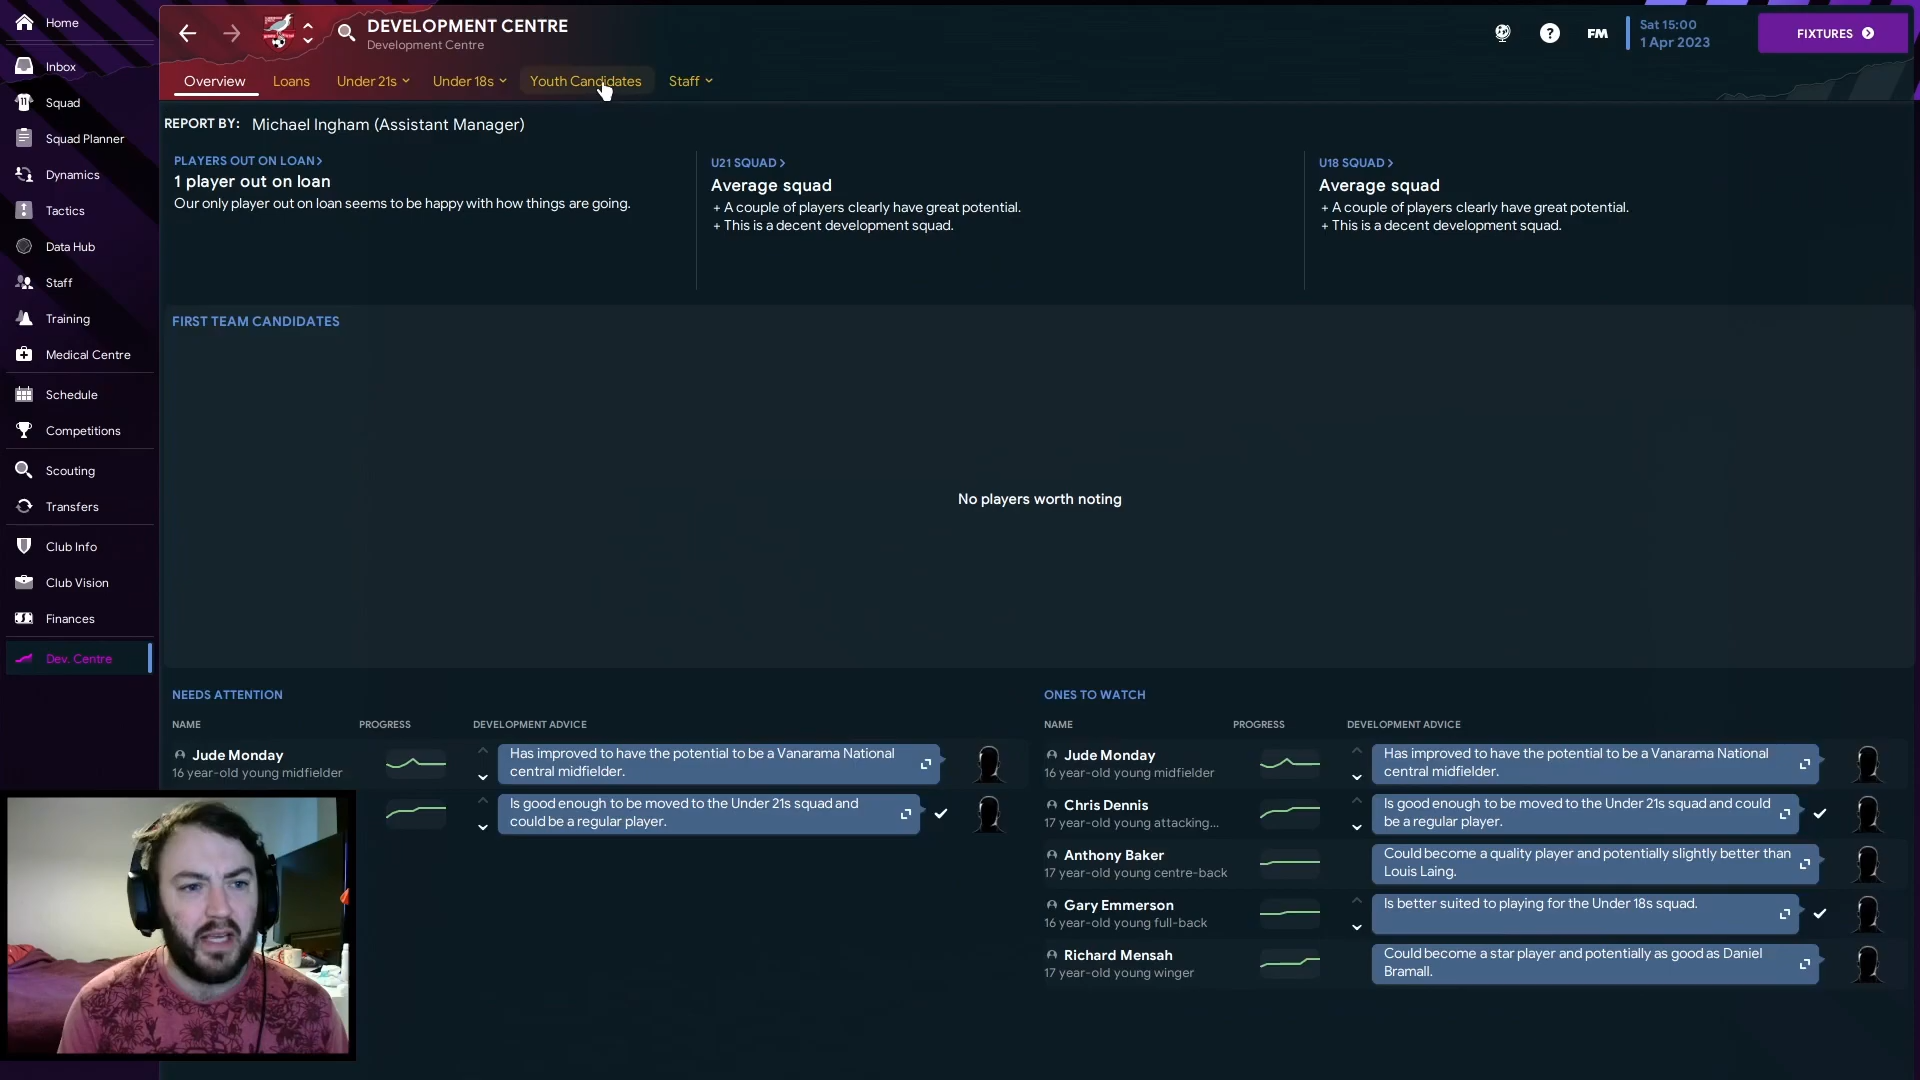 Home
Inbox
Squad
Squad Planner
Dynamics
Tactics
Data Hub
Staff
Training
Medical Centre
Schedule
Competitions
Scouting
Transfers
Club Info
Club Vision
Finances
Dev. Centre
DEVELOPMENT CENTRE
Development Centre
FM
Sat 15:00
1 Apr 2023
FIXTURES
Overview
Loans
Under 21s
Under 18s
Youth Candidates
Staff
REPORT BY: Michael Ingham (Assistant Manager)
PLAYERS OUT ON LOAN>
1 player out on loan
Our only player out on loan seems to be happy with how things are going.
U21 SQUAD >
Average squad
+ A couple of players clearly have great potential.
+ This is a decent development squad.
U18 SQUAD >
Average squad
+ A couple of players clearly have great potential.
+ This is a decent development squad.
FIRST TEAM CANDIDATES
No players worth noting
NEEDS ATTENTION
NAME PROGRESS DEVELOPMENT ADVICE
Jude Monday
16 year-old young midfielder
Has improved to have the potential to be a Vanarama National
central midfielder.
Is good enough to be moved to the Under 21s squad and
could be a regular player.
ONES TO WATCH
NAME PROGRESS DEVELOPMENT ADVICE
Jude Monday
16 year-old young midfielder
Has improved to have the potential to be a Vanarama National
central midfielder.
Chris Dennis
17 year-old young attacking...
Is good enough to be moved to the Under 21s squad and could
be a regular player.
Anthony Baker
17 year-old young centre-back
Could become a quality player and potentially slightly better than
Louis Laing.
Gary Emmerson
16 year-old young full-back
Is better suited to playing for the Under 18s squad.
Richard Mensah
17 year-old young winger
Could become a star player and potentially as good as Daniel
Bramall.